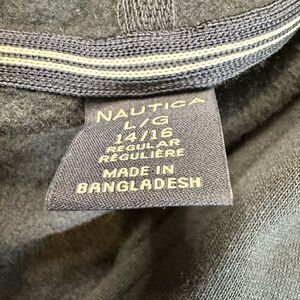 NAUTICA
L/G
14/16
REGULAR
RÉGULIÈRE
MADE IN
BANGLADESH